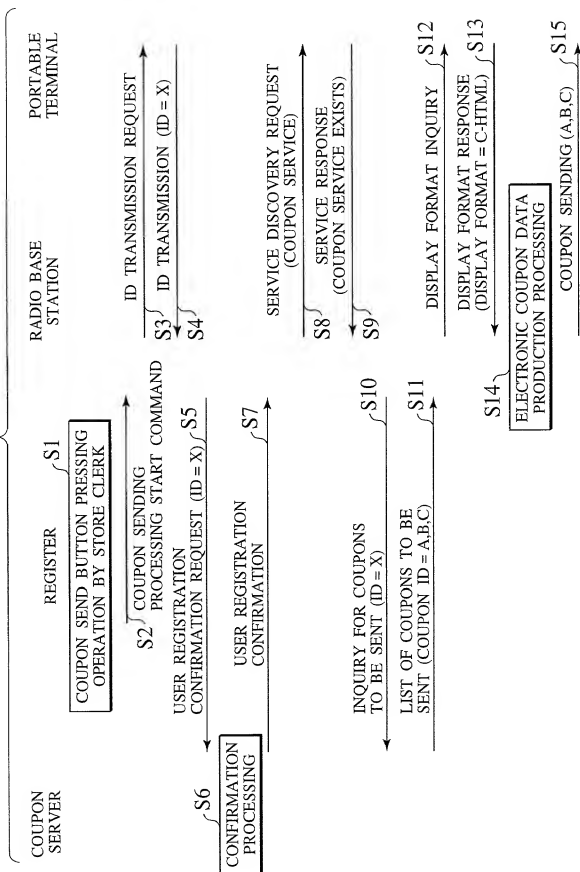 COUPON
SERVER
REGISTER
RADIO BASE
STATION
PORTABLE
TERMINAL
S1
COUPON SEND BUTTON PRESSING
OPERATION BY STORE CLERK
S2
COUPON SENDING
PROCESSING START COMMAND
ID TRANSMISSION REQUEST
S3
ID TRANSMISSION (ID = X)
S4
USER REGISTRATION
CONFIRMATION REQUEST (ID = X)
S5
S6
CONFIRMATION
PROCESSING
USER REGISTRATION
CONFIRMATION
S7
SERVICE DISCOVERY REQUEST
(COUPON SERVICE)
S8
SERVICE RESPONSE
(COUPON SERVICE EXISTS)
S9
INQUIRY FOR COUPONS
TO BE SENT (ID = X)
S10
LIST OF COUPONS TO BE
SENT (COUPON ID = A,B,C)
S11
DISPLAY FORMAT INQUIRY
S12
DISPLAY FORMAT RESPONSE
(DISPLAY FORMAT = C-HTML)
S13
S14
ELECTRONIC COUPON DATA
PRODUCTION PROCESSING
COUPON SENDING (A,B,C)
S15